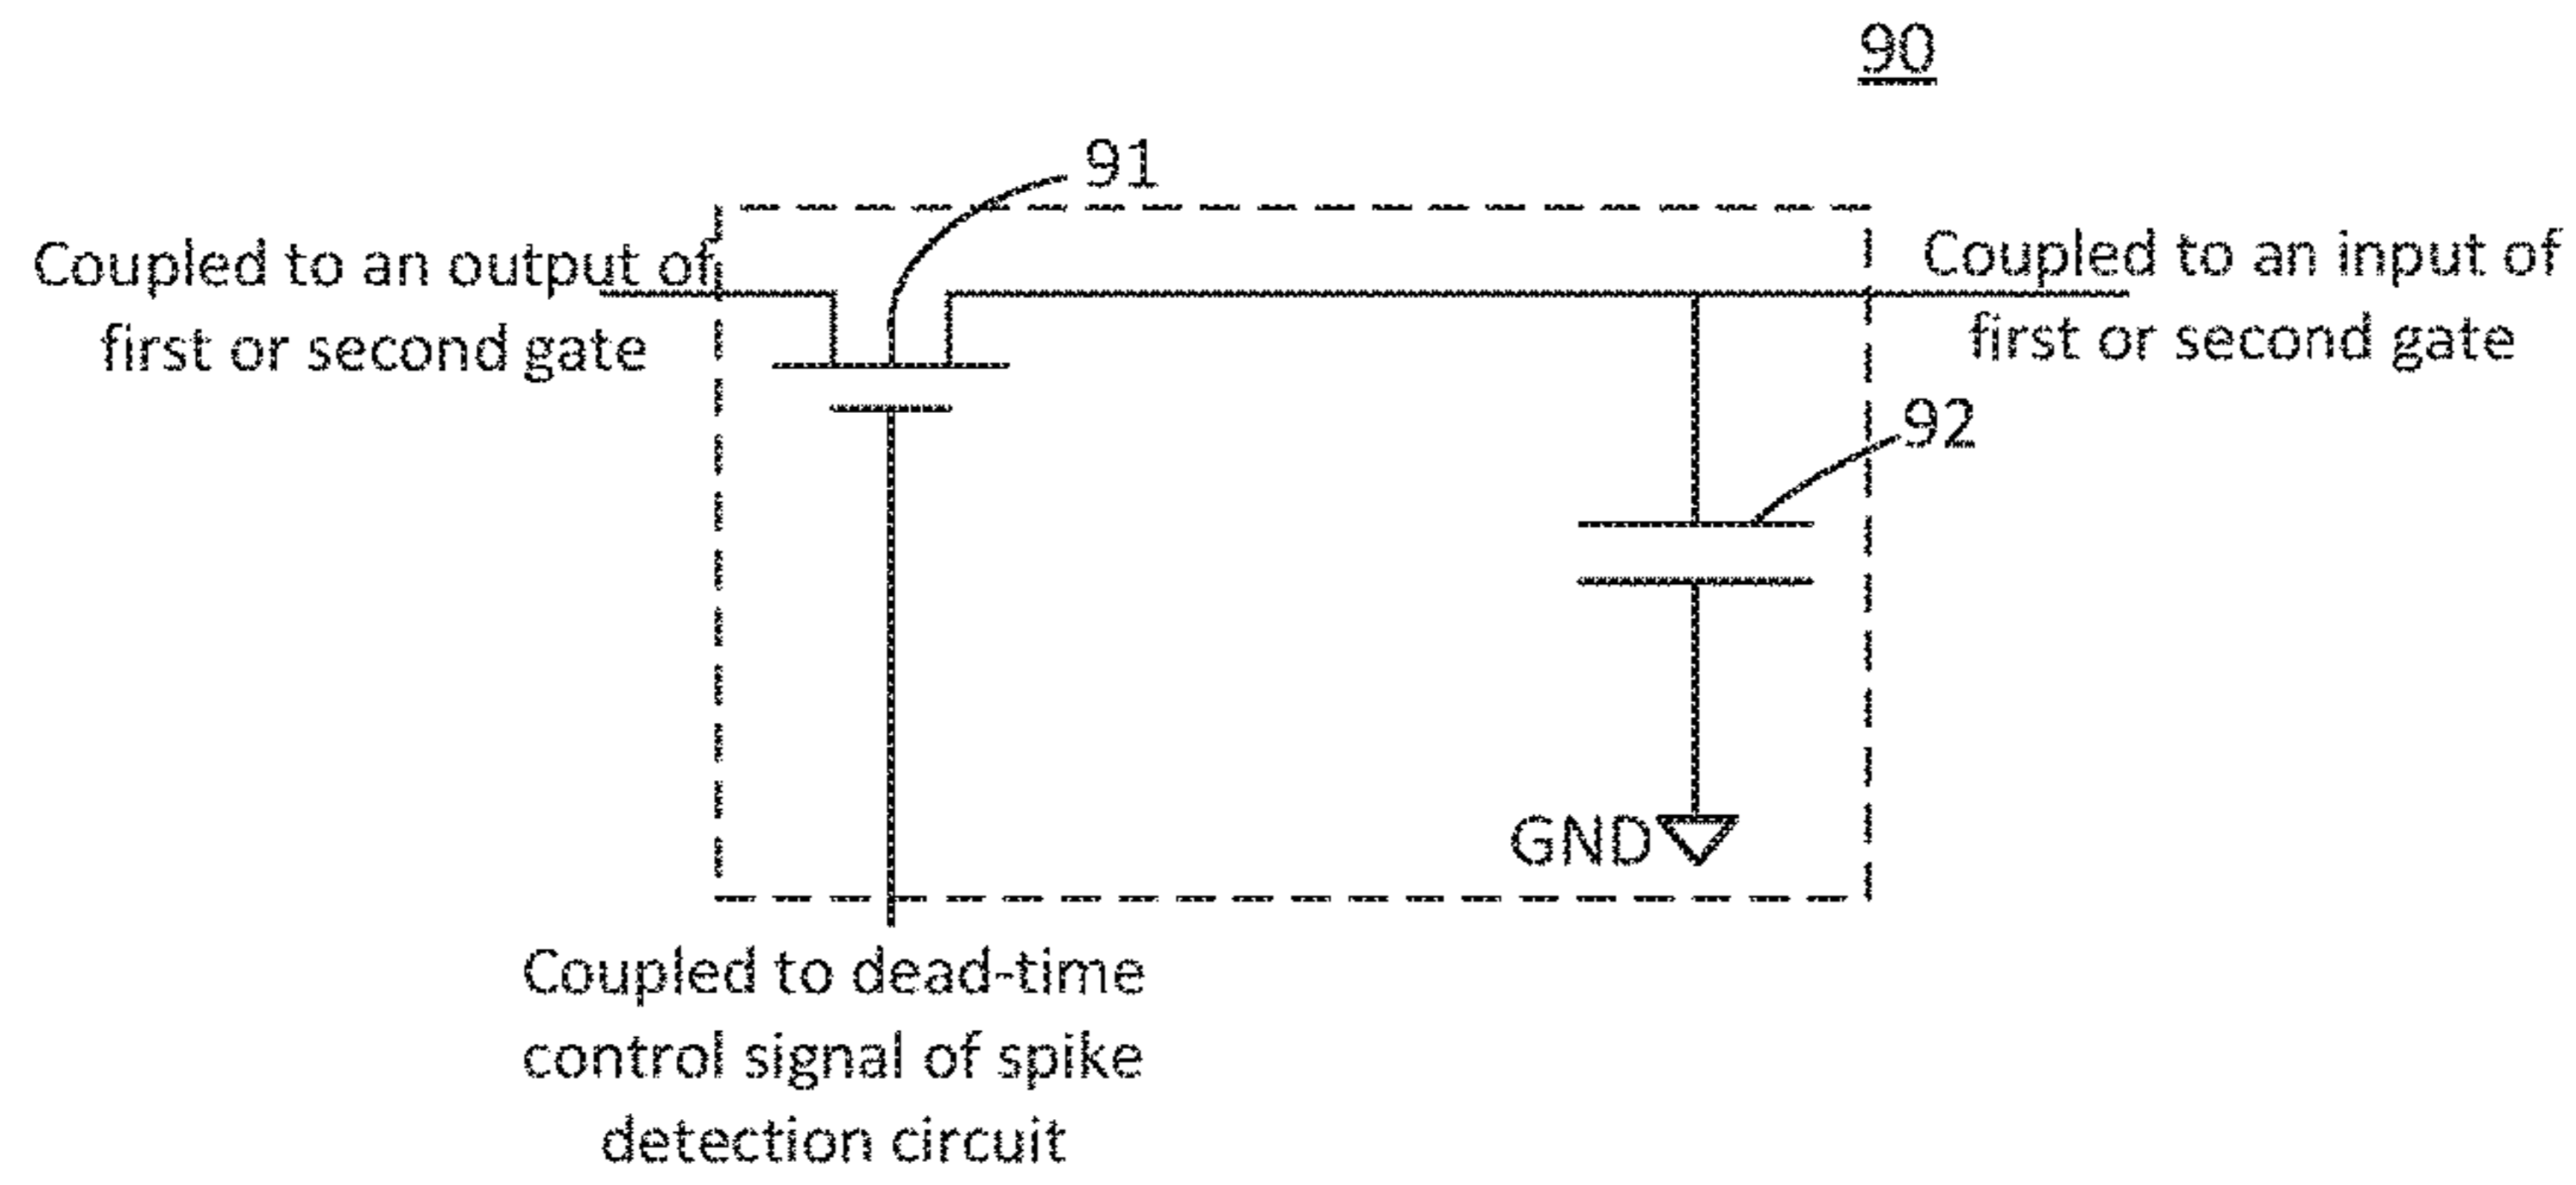 90
91
Coupled to an output of
first or second gate
Coupled to an input of
first or second gate
92
GND
Coupled to dead-time
control signal of spike
detection circuit